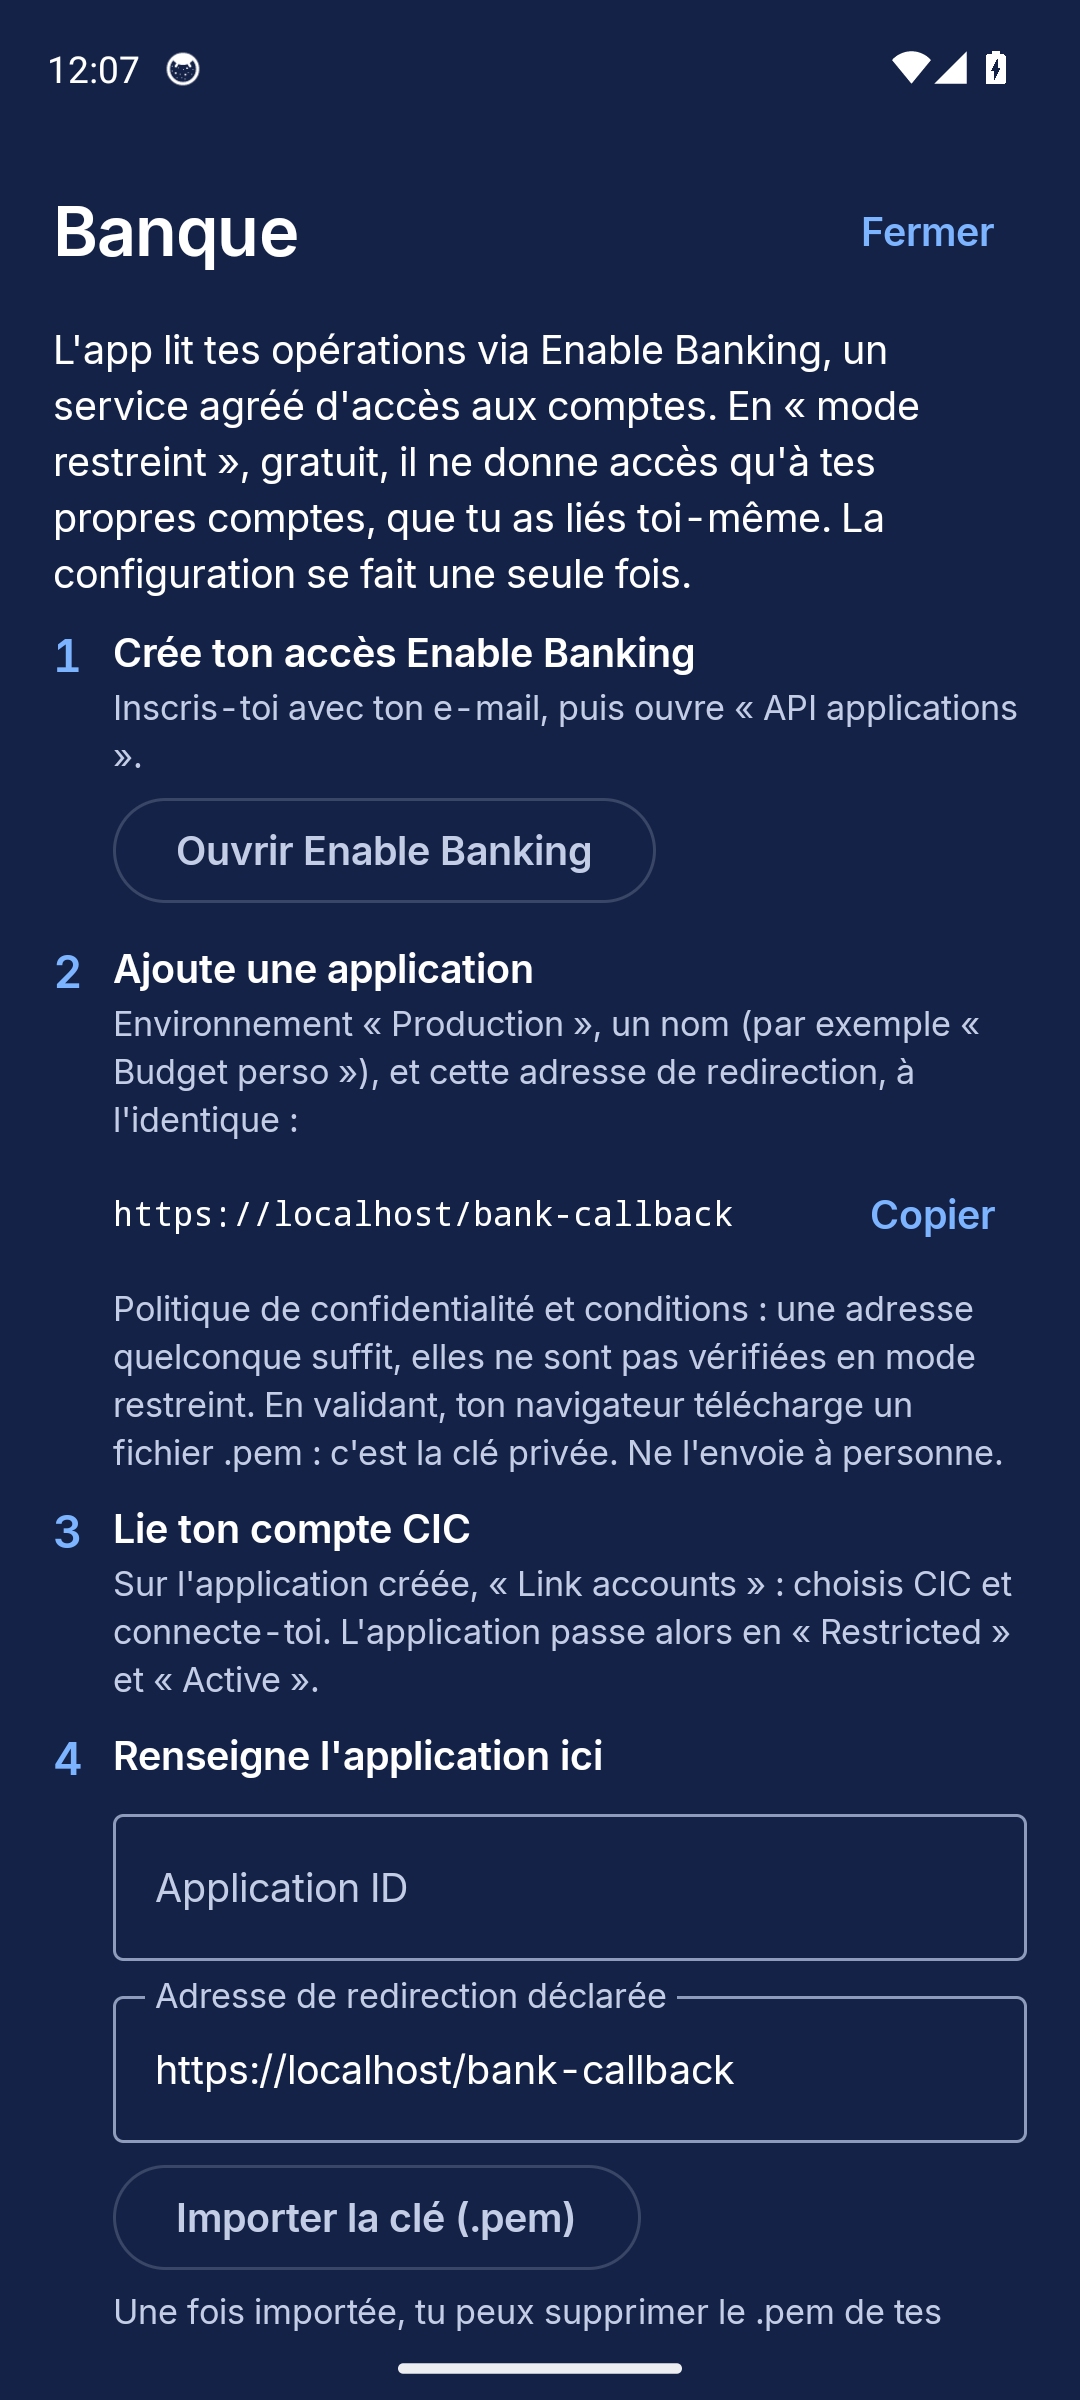 12:07
Banque
Fermer
L'app lit tes opérations via Enable Banking, un
service agréé d'accès aux comptes. En « mode
restreint », gratuit, il ne donne accès qu'à tes
propres comptes, que tu as liés toi-même. La
configuration se fait une seule fois.
1 Crée ton accès Enable Banking
Inscris-toi avec ton e-mail, puis ouvre « API applications
».
Ouvrir Enable Banking
2 Ajoute une application
Environnement « Production », un nom (par exemple «
Budget perso »), et cette adresse de redirection, à
l'identique :
https://localhost/bank-callback
Copier
Politique de confidentialité et conditions : une adresse
quelconque suffit, elles ne sont pas vérifiées en mode
restreint. En validant, ton navigateur télécharge un
fichier .pem : c'est la clé privée. Ne l'envoie à personne.
3 Lie ton compte CIC
Sur l'application créée, « Link accounts » : choisis CIC et
connecte-toi. L'application passe alors en « Restricted »
et « Active ».
4 Renseigne l'application ici
Application ID
Adresse de redirection déclarée
https://localhost/bank-callback
Importer la clé (.pem)
Une fois importée, tu peux supprimer le .pem de tes